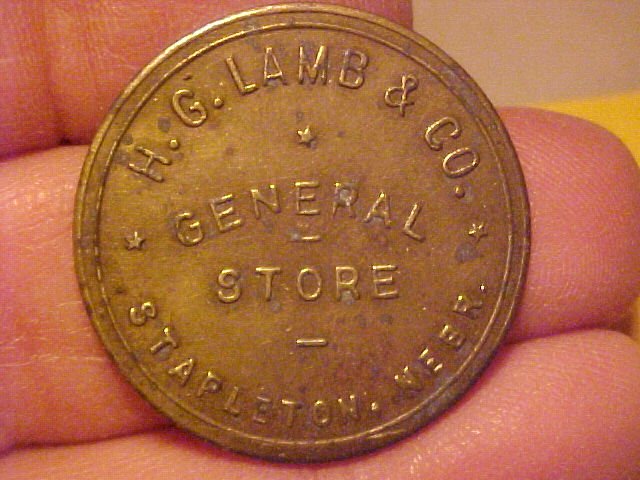 H. G. LAMB & CO.
GENERAL
STORE
STAPLETON, NEBR.